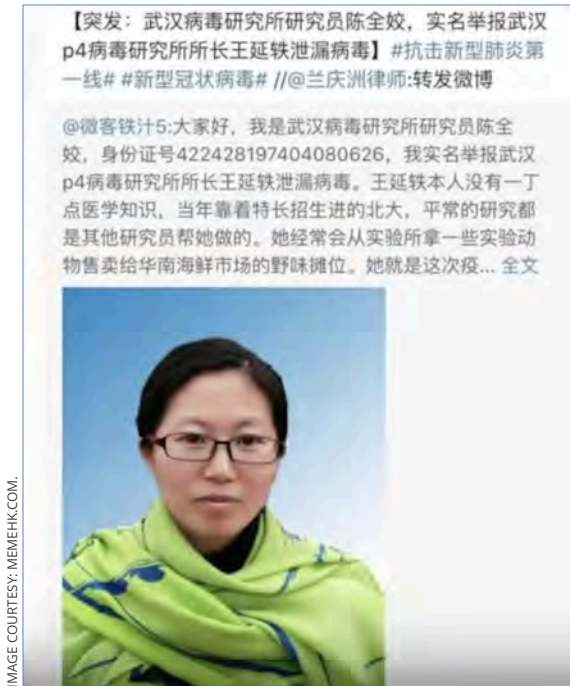 【突发：武汉病毒研究所研究员陈全姣，实名举报武汉
p4病毒研究所所长王延轶泄漏病毒】#抗击新型肺炎第
一线# #新型冠状病毒# //@兰庆洲律师:转发微博
@微客铁汁5:大家好，我是武汉病毒研究所研究员陈全
姣，身份证号422428197404080626，我实名举报武汉
p4病毒研究所所长王延轶泄漏病毒。王延轶本人没有一丁
点医学知识，当年靠着特长招生进的北大，平常的研究都
是其他研究员帮她做的。她经常会从实验所拿一些实验动
物售卖给华南海鲜市场的野味摊位。她就是这次疫... 全文
IMAGE COURTESY: MEMEHK.COM.